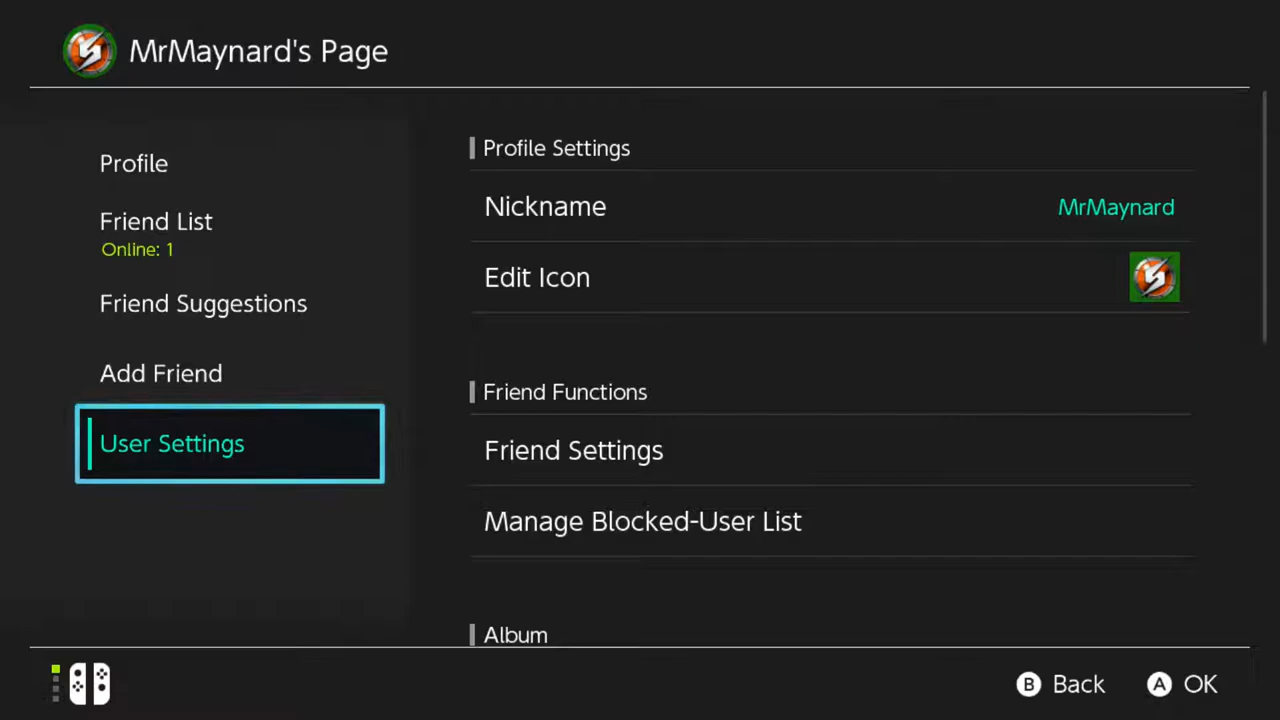 MrMaynard's Page
Profile
Friend List
Online: 1
Friend Suggestions
Add Friend
User Settings
Profile Settings
Nickname
MrMaynard
Edit Icon
Friend Functions
Friend Settings
Manage Blocked-User List
Album
B Back
A OK